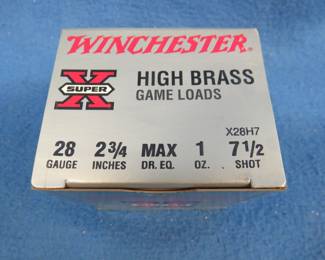 WINCHESTER
SUPER X
HIGH BRASS
GAME LOADS
X28H7
28 2 3/4 MAX 1 7 1/2
GAUGE INCHES DR. EQ. OZ. SHOT